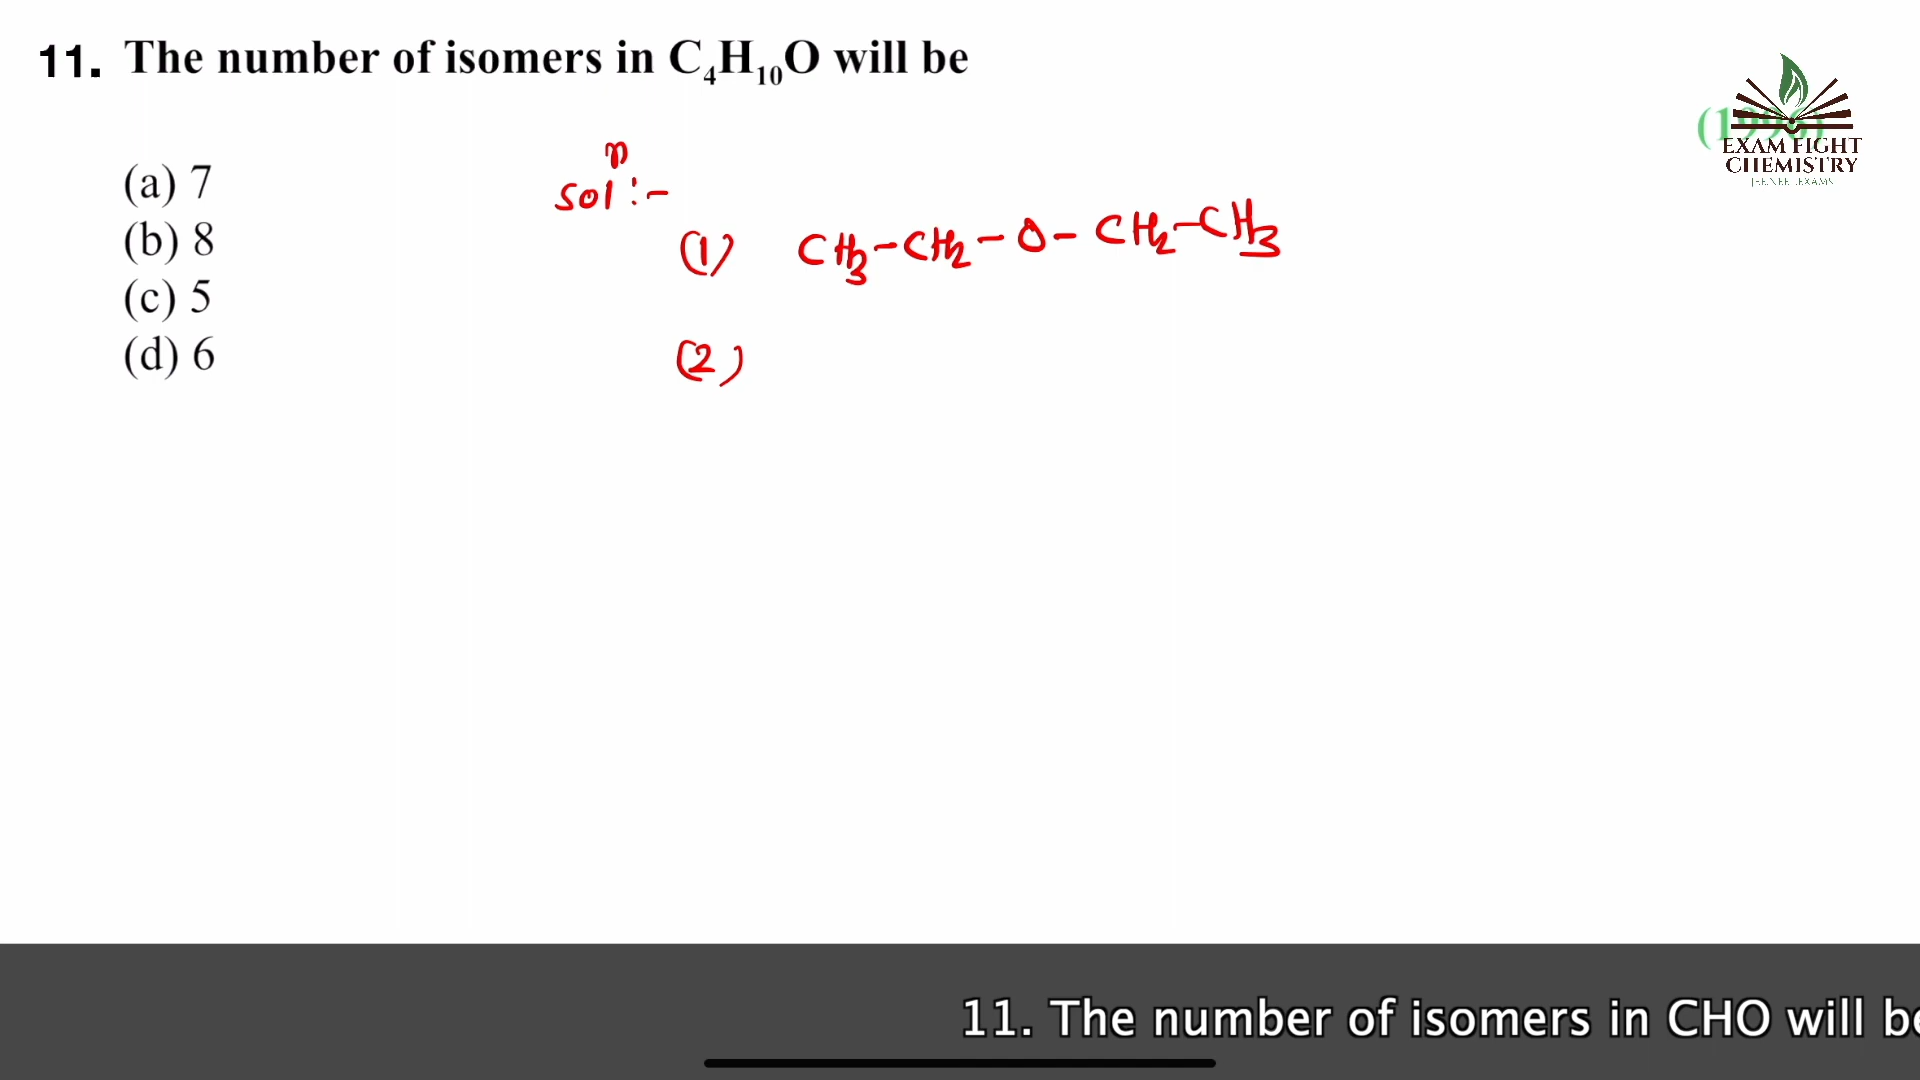 11. The number of isomers in C₄H₁₀O will be
EXAM FIGHT
CHEMISTRY
(a) 7
(b) 8
(c) 5
(d) 6
Solⁿ:-
(1) CH₃-CH₂-O-CH₂-CH₃
(2)
11. The number of isomers in CHO will be